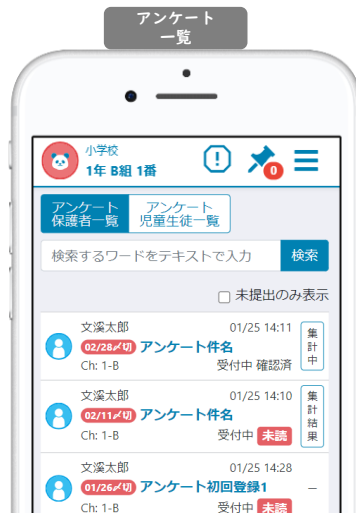 アンケート
一覧
小学校
1年 B組 1番
0
アンケート
保護者一覧
アンケート
児童生徒一覧
検索するワードをテキストで入力
検索
未提出のみ表示
文溪太郎
01/25 14:11
02/28〆切 アンケート件名
Ch: 1-B
受付中 確認済
集計中
文溪太郎
01/25 14:10
02/11〆切 アンケート件名
Ch: 1-B
受付中 未読
集計結果
文溪太郎
01/25 14:28
01/26〆切 アンケート初回登録1
–
Ch: 1-B
受付中 未読